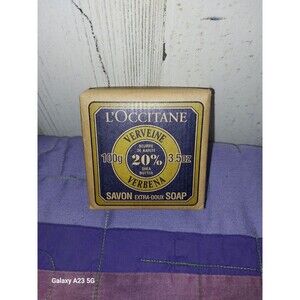 L'OCCITANE
VERVEINE
BEURRE
DE KARITÉ
100g 20% 3.5oz
SHEA
BUTTER
VERBENA
SAVON EXTRA-DOUX SOAP
Galaxy A23 5G